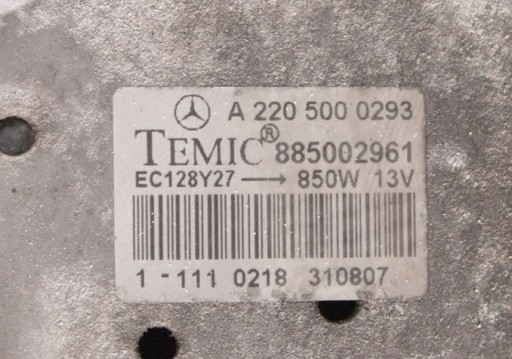 A 220 500 0293
TEMIC® 885002961
EC128Y27 → 850W 13V
1 - 111 0218 310807